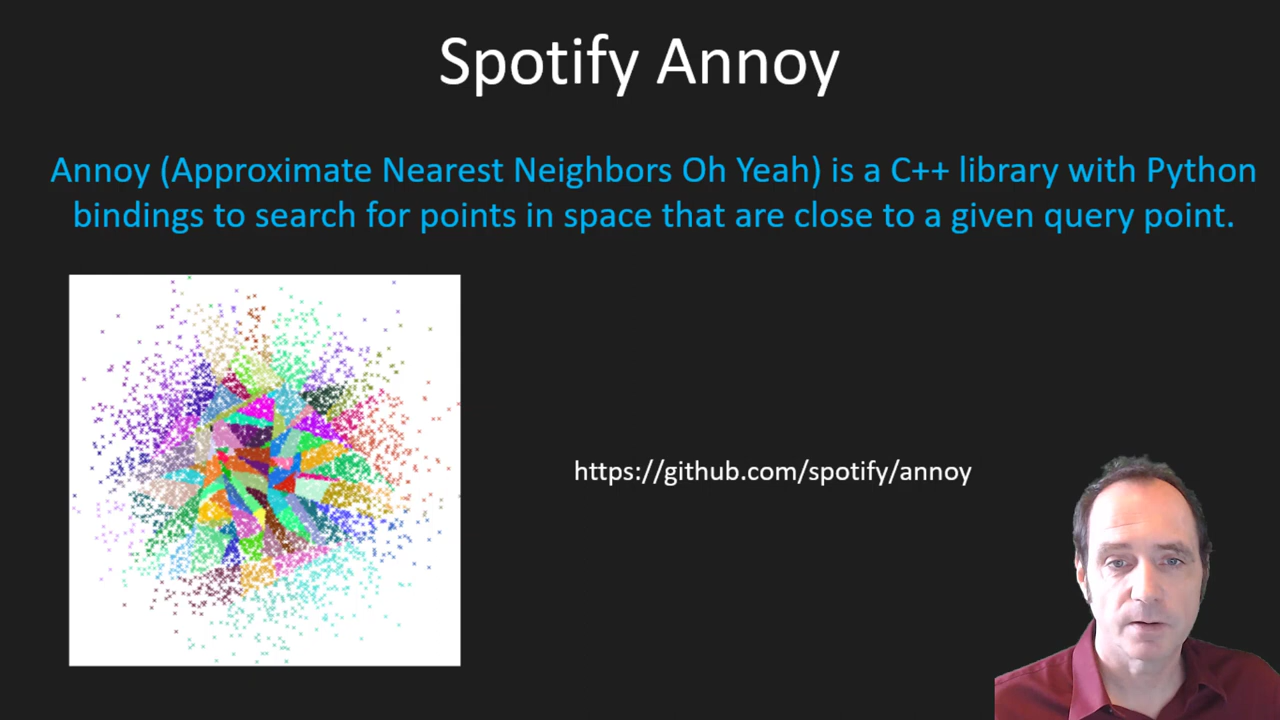 Spotify Annoy
Annoy (Approximate Nearest Neighbors Oh Yeah) is a C++ library with Python
bindings to search for points in space that are close to a given query point.
https://github.com/spotify/annoy